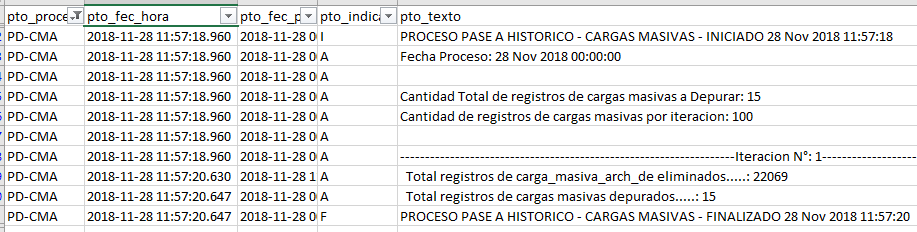 pto_proce pto_fec_hora pto_fec_p pto_indica pto_texto
PD-CMA 2018-11-28 11:57:18.960 2018-11-28 0 I PROCESO PASE A HISTORICO - CARGAS MASIVAS - INICIADO 28 Nov 2018 11:57:18
PD-CMA 2018-11-28 11:57:18.960 2018-11-28 0 A Fecha Proceso: 28 Nov 2018 00:00:00
PD-CMA 2018-11-28 11:57:18.960 2018-11-28 0 A
PD-CMA 2018-11-28 11:57:18.960 2018-11-28 0 A Cantidad Total de registros de cargas masivas a Depurar: 15
PD-CMA 2018-11-28 11:57:18.960 2018-11-28 0 A Cantidad de registros de cargas masivas por iteracion: 100
PD-CMA 2018-11-28 11:57:18.960 2018-11-28 0 A
PD-CMA 2018-11-28 11:57:18.960 2018-11-28 0 A -------------------------------------------------------------------Iteracion N°: 1-------------------
PD-CMA 2018-11-28 11:57:20.630 2018-11-28 1 A Total registros de carga_masiva_arch_de eliminados.....: 22069
PD-CMA 2018-11-28 11:57:20.647 2018-11-28 0 A Total registros de cargas masivas depurados.....: 15
PD-CMA 2018-11-28 11:57:20.647 2018-11-28 0 F PROCESO PASE A HISTORICO - CARGAS MASIVAS - FINALIZADO 28 Nov 2018 11:57:20